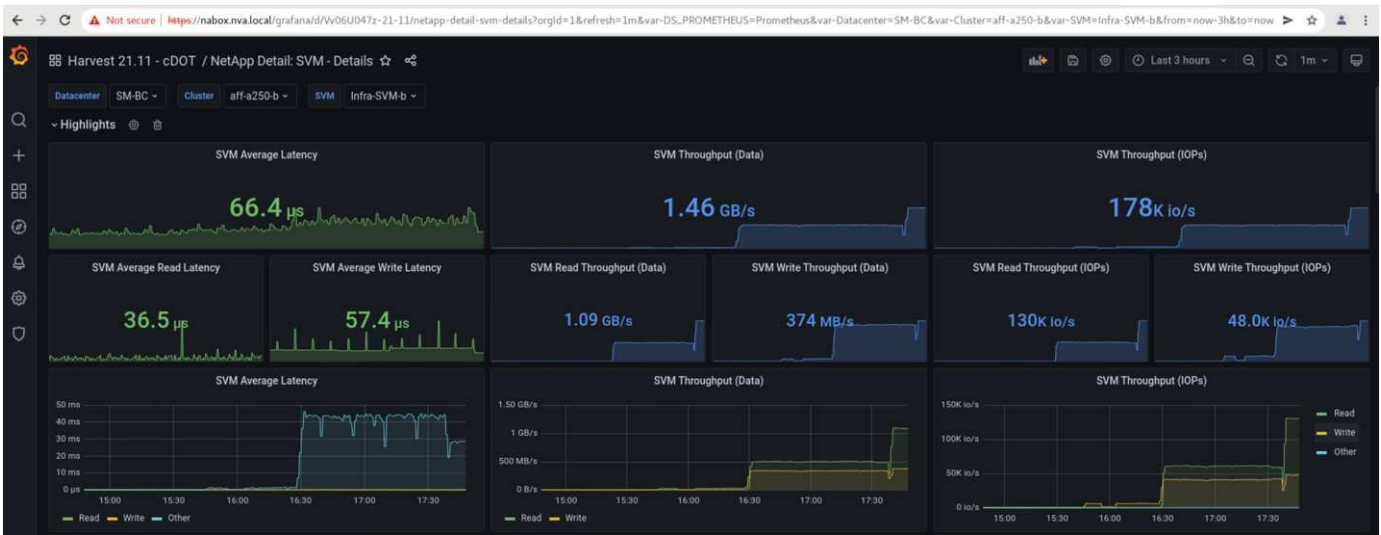 Not secure | https://nabox.nva.local/grafana/d/Vv06U047z-21-11/netapp-detail-svm-details?orgId=1&refresh=1m&var-DS_PROMETHEUS=Prometheus&var-Datacenter=SM-BC&var-Cluster=aff-a250-b&var-SVM=Infra-SVM-b&from=now-3h&to=now
Harvest 21.11 - cDOT / NetApp Detail: SVM - Details
Last 3 hours 1m
Datacenter SM-BC Cluster aff-a250-b SVM Infra-SVM-b
Highlights
SVM Average Latency
66.4 µs
SVM Throughput (Data)
1.46 GB/s
SVM Throughput (IOPs)
178K io/s
SVM Average Read Latency
36.5 µs
SVM Average Write Latency
57.4 µs
SVM Read Throughput (Data)
1.09 GB/s
SVM Write Throughput (Data)
374 MB/s
SVM Read Throughput (IOPs)
130K io/s
SVM Write Throughput (IOPs)
48.0K io/s
SVM Average Latency
50 ms
40 ms
30 ms
20 ms
10 ms
0 µs
15:00 15:30 16:00 16:30 17:00 17:30
Read Write Other
SVM Throughput (Data)
1.50 GB/s
1 GB/s
500 MB/s
0 B/s
15:00 15:30 16:00 16:30 17:00 17:30
Read Write
SVM Throughput (IOPs)
150K io/s
100K io/s
50K io/s
0 io/s
15:00 15:30 16:00 16:30 17:00 17:30
Read
Write
Other